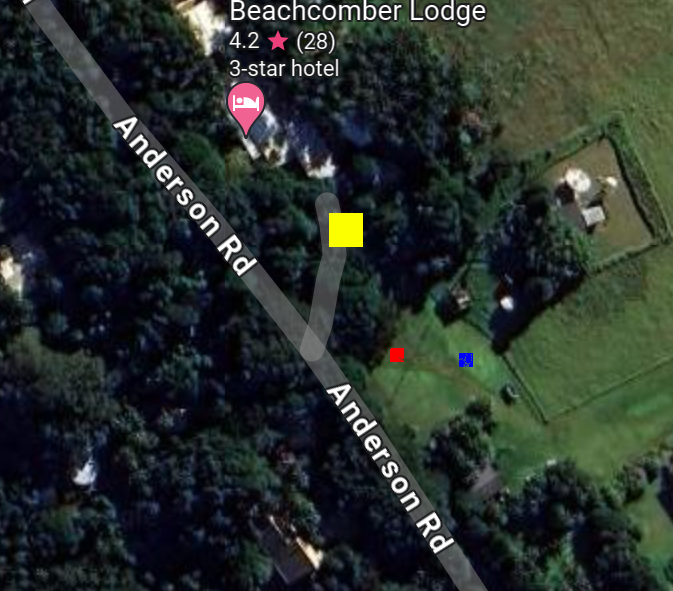 Beachcomber Lodge
4.2 ★ (28)
3-star hotel
Anderson Rd
Anderson Rd